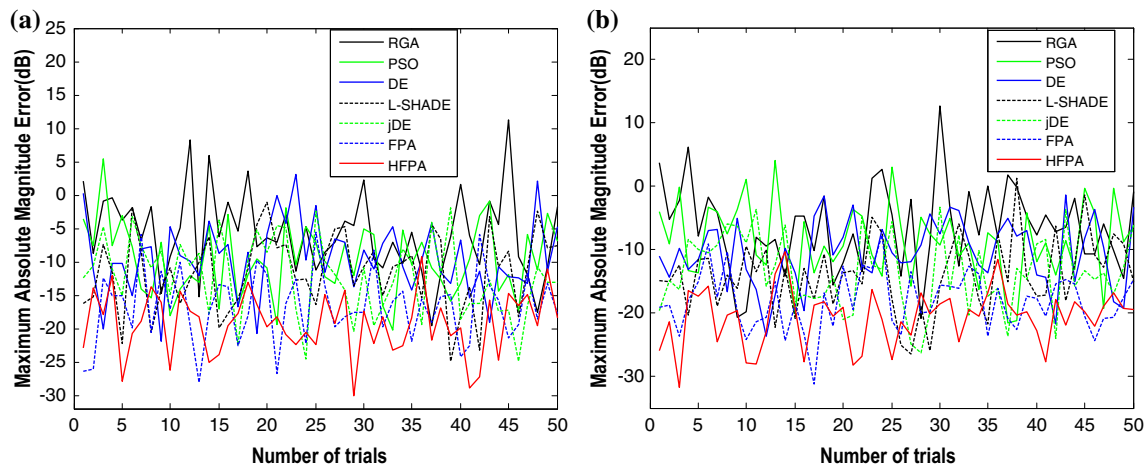 (a)
Maximum Absolute Magnitude Error(dB)
25
20
15
10
5
0
-5
-10
-15
-20
-25
-30
0 5 10 15 20 25 30 35 40 45 50
Number of trials
RGA
PSO
DE
L-SHADE
jDE
FPA
HFPA
(b)
Maximum Absolute Magnitude Error(dB)
20
10
0
-10
-20
-30
0 5 10 15 20 25 30 35 40 45 50
Number of trials
RGA
PSO
DE
L-SHADE
jDE
FPA
HFPA